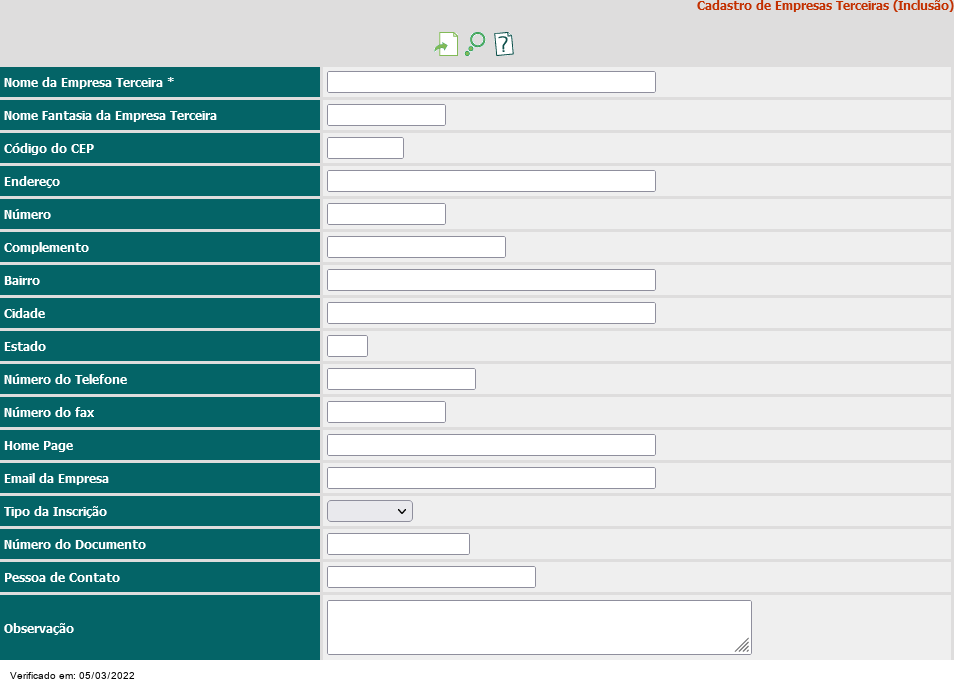 Cadastro de Empresas Terceiras (Inclusão)
?
Nome da Empresa Terceira *
Nome Fantasia da Empresa Terceira
Código do CEP
Endereço
Número
Complemento
Bairro
Cidade
Estado
Número do Telefone
Número do fax
Home Page
Email da Empresa
Tipo da Inscrição
Número do Documento
Pessoa de Contato
Observação
Verificado em: 05/03/2022